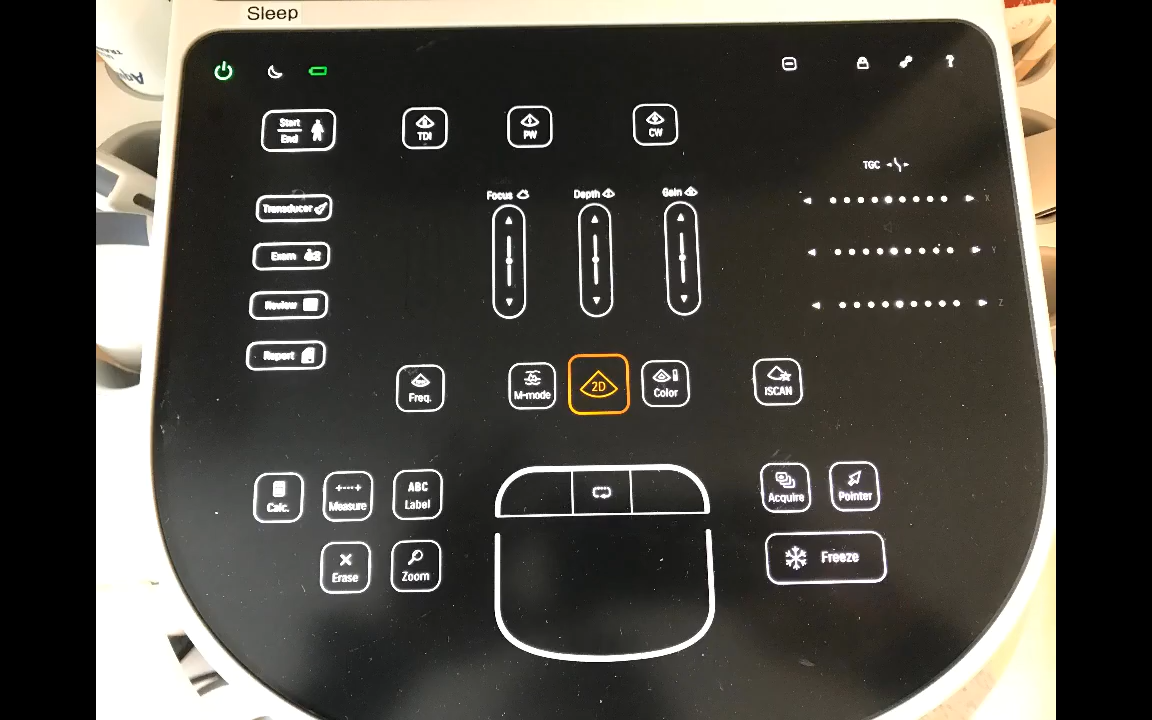 Sleep
Start
End
TDI
PW
CW
TGC
Focus
Depth
Gain
Transducer
X
Exam
Y
Review
Z
Report
Freq.
M-mode
2D
Color
iSCAN
Calc.
Measure
ABC
Label
Acquire
Pointer
Erase
Zoom
Freeze